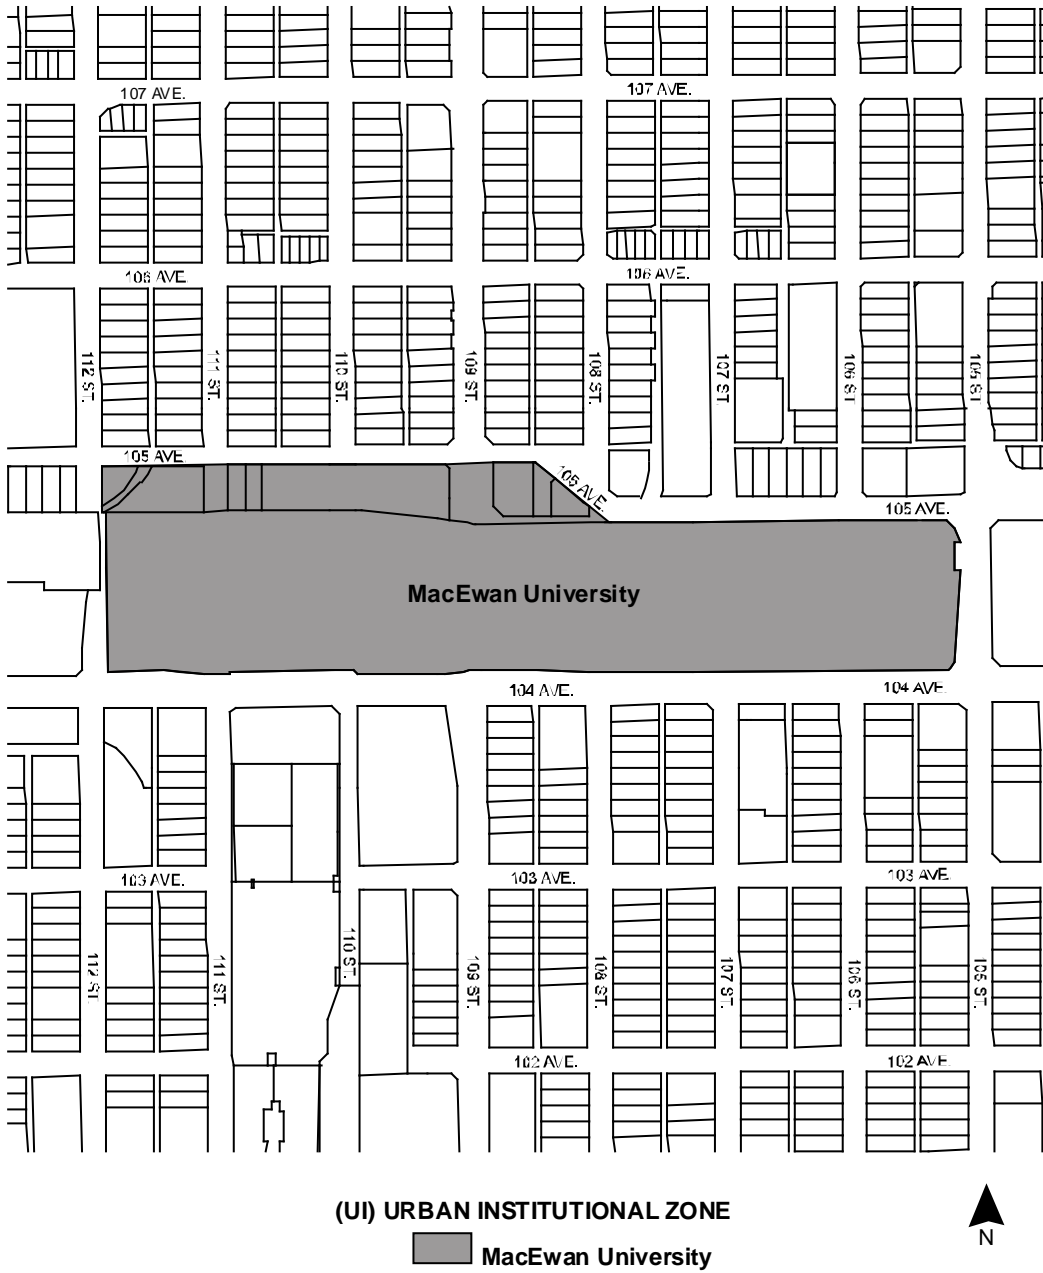 107 AVE.
107 AVE.
106 AVE.
106 AVE.
112 ST.
111 ST.
110 ST.
109 ST.
108 ST.
107 ST
106 ST
105 ST.
105 AVE.
105 AVE.
105 AVE.
MacEwan University
104 AVE.
104 AVE.
103 AVE.
103 AVE.
103 AVE.
112 ST
111 ST.
110 ST.
109 ST.
108 ST.
107 ST.
106 ST.
105 ST.
102 AVE.
102 AVE.
(UI) URBAN INSTITUTIONAL ZONE
MacEwan University
N